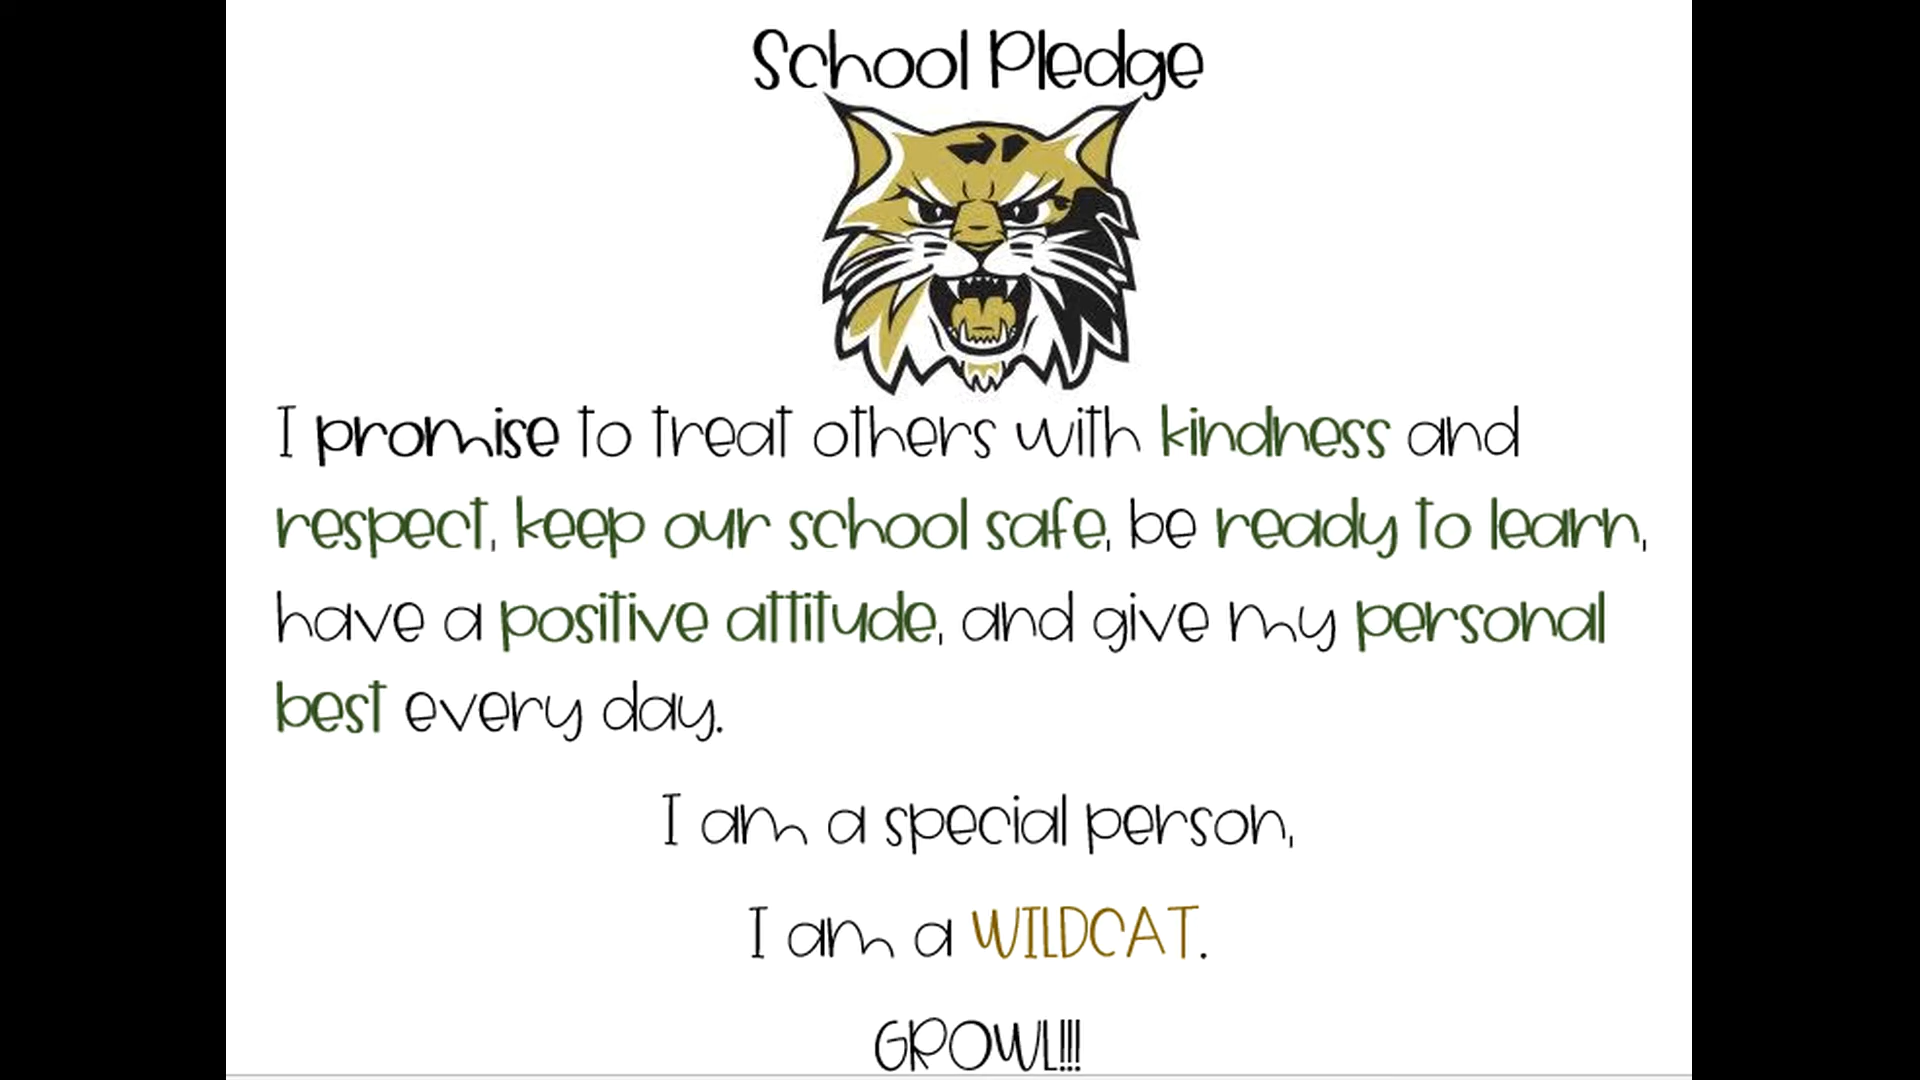 School Pledge
I promise to treat others with kindness and
respect, keep our school safe, be ready to learn,
have a positive attitude, and give my personal
best every day.
I am a special person,
I am a WILDCAT.
GROWL!!!